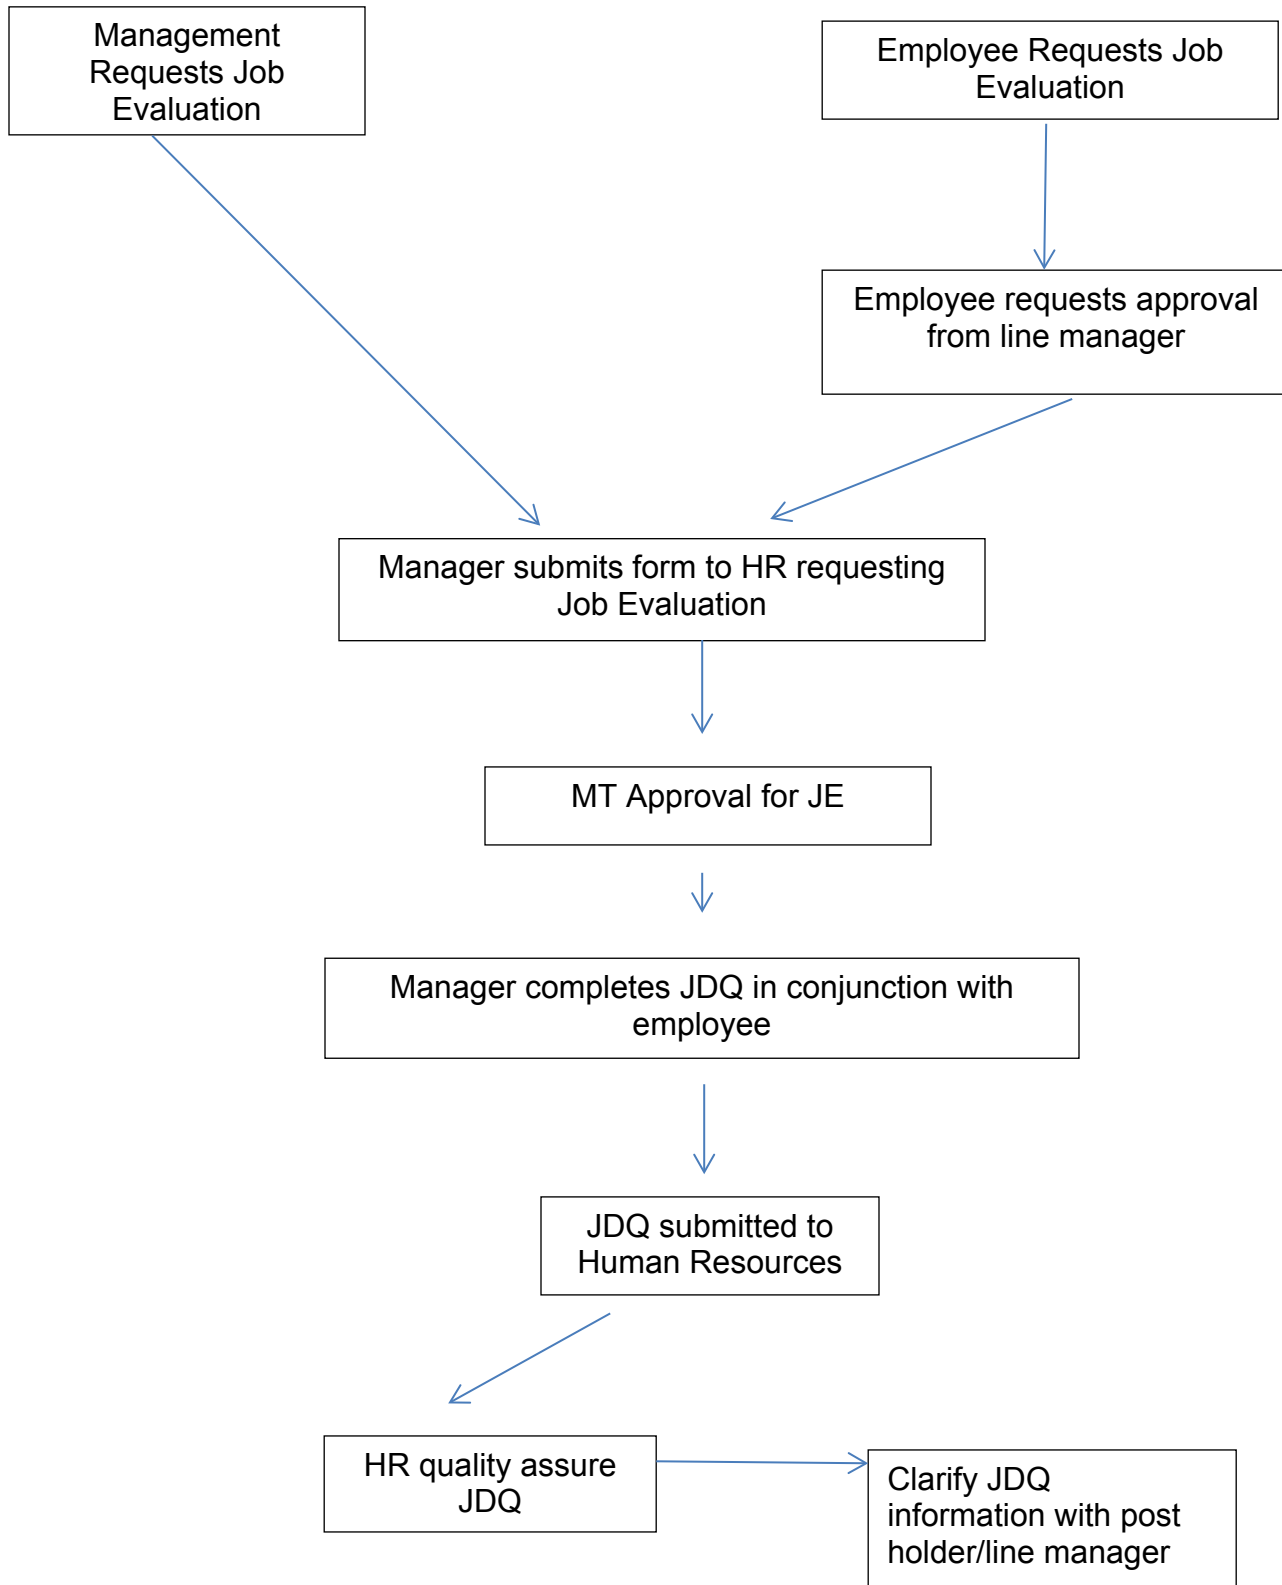 Management
Requests Job
Evaluation
Employee Requests Job
Evaluation
Employee requests approval
from line manager
Manager submits form to HR requesting
Job Evaluation
MT Approval for JE
Manager completes JDQ in conjunction with
employee
JDQ submitted to
Human Resources
HR quality assure
JDQ
Clarify JDQ
information with post
holder/line manager